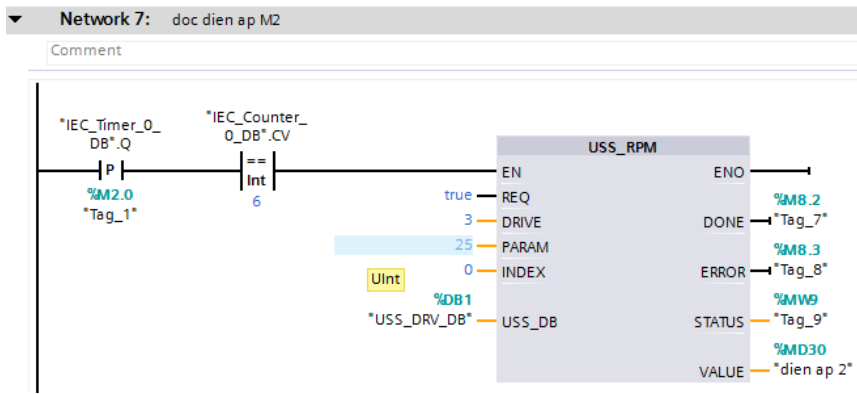 Network 7: doc dien ap M2
Comment
"IEC_Timer_0_
DB".Q
P
%M2.0
"Tag_1"
"IEC_Counter_
0_DB".CV
==
Int
6
USS_RPM
EN
ENO
true
REQ
3
DRIVE
25
PARAM
0
INDEX
UInt
%DB1
"USS_DRV_DB"
USS_DB
%M8.2
DONE
"Tag_7"
%M8.3
ERROR
"Tag_8"
%MW9
STATUS
"Tag_9"
%MD30
VALUE
"dien ap 2"